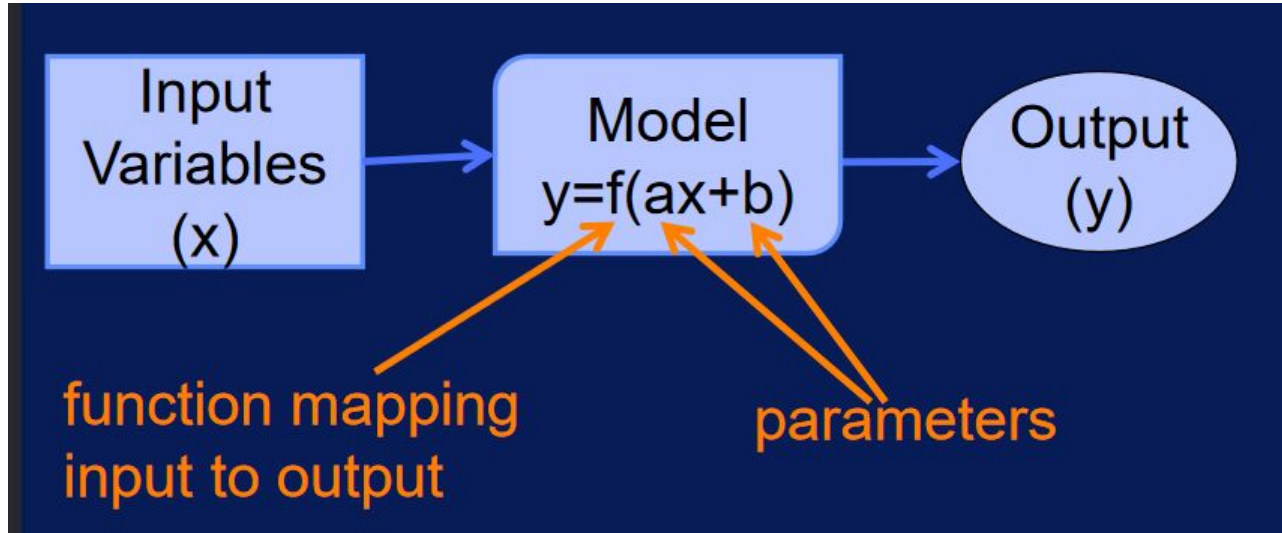 Input
Variables
(x)
Model
y=f(ax+b)
Output
(y)
function mapping
input to output
parameters